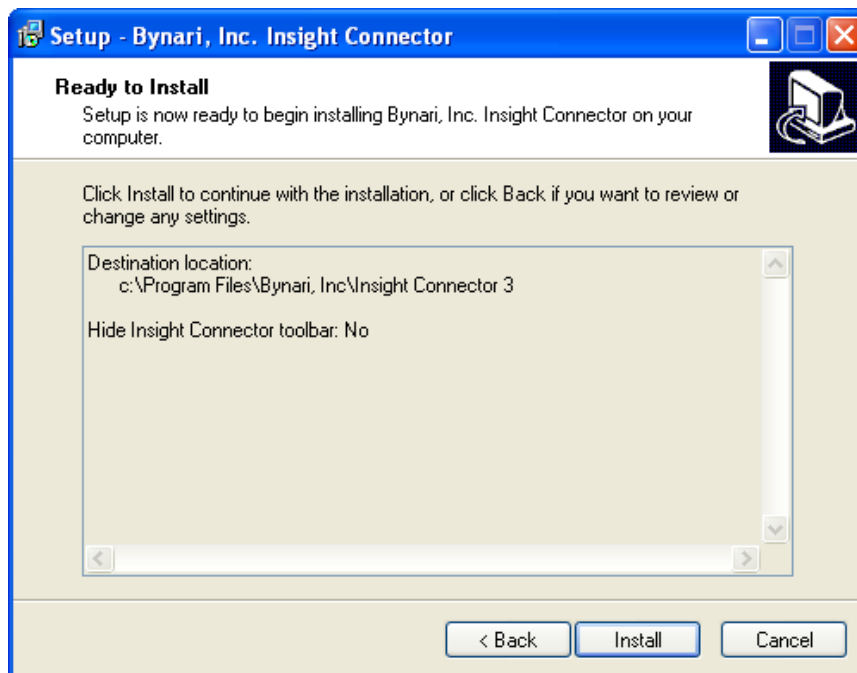 Setup - Bynari, Inc. Insight Connector
Ready to Install
Setup is now ready to begin installing Bynari, Inc. Insight Connector on your
computer.
Click Install to continue with the installation, or click Back if you want to review or
change any settings.
Destination location:
c:\Program Files\Bynari, Inc\Insight Connector 3
Hide Insight Connector toolbar: No
< Back
Install
Cancel